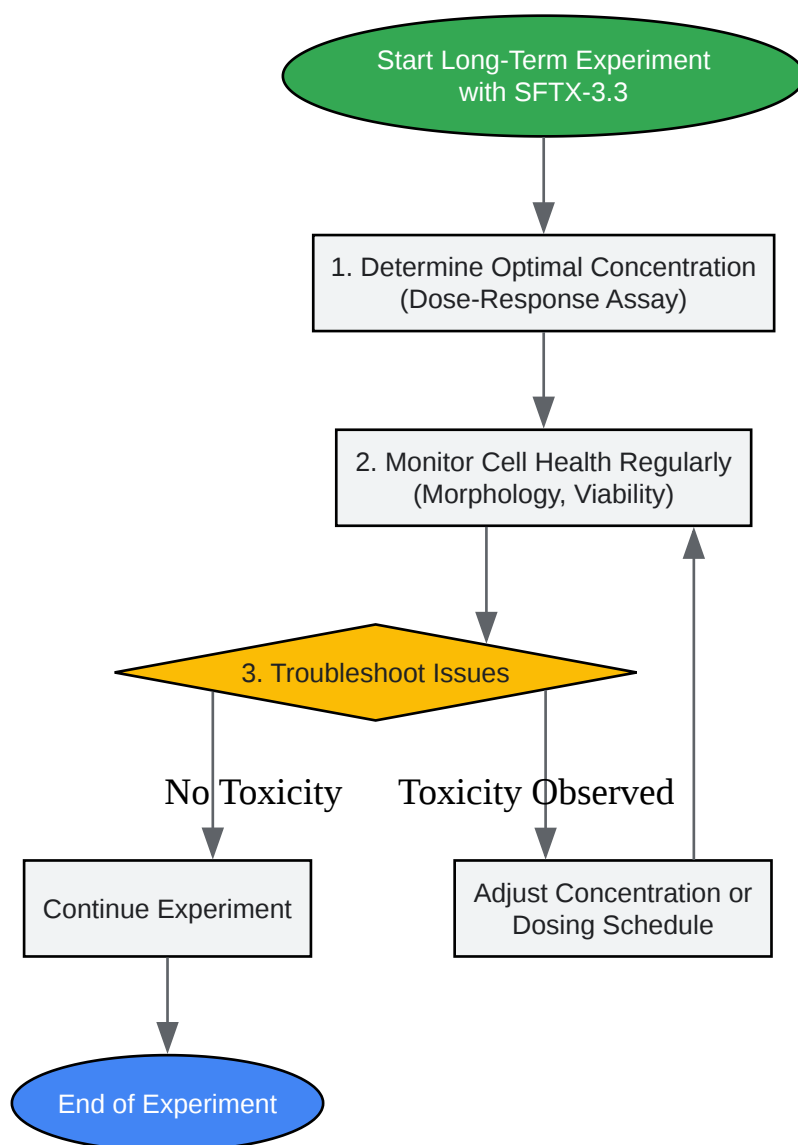 Start Long-Term Experiment
with SFTX-3.3
1. Determine Optimal Concentration
(Dose-Response Assay)
2. Monitor Cell Health Regularly
(Morphology, Viability)
3. Troubleshoot Issues
No Toxicity
Toxicity Observed
Continue Experiment
Adjust Concentration or
Dosing Schedule
End of Experiment